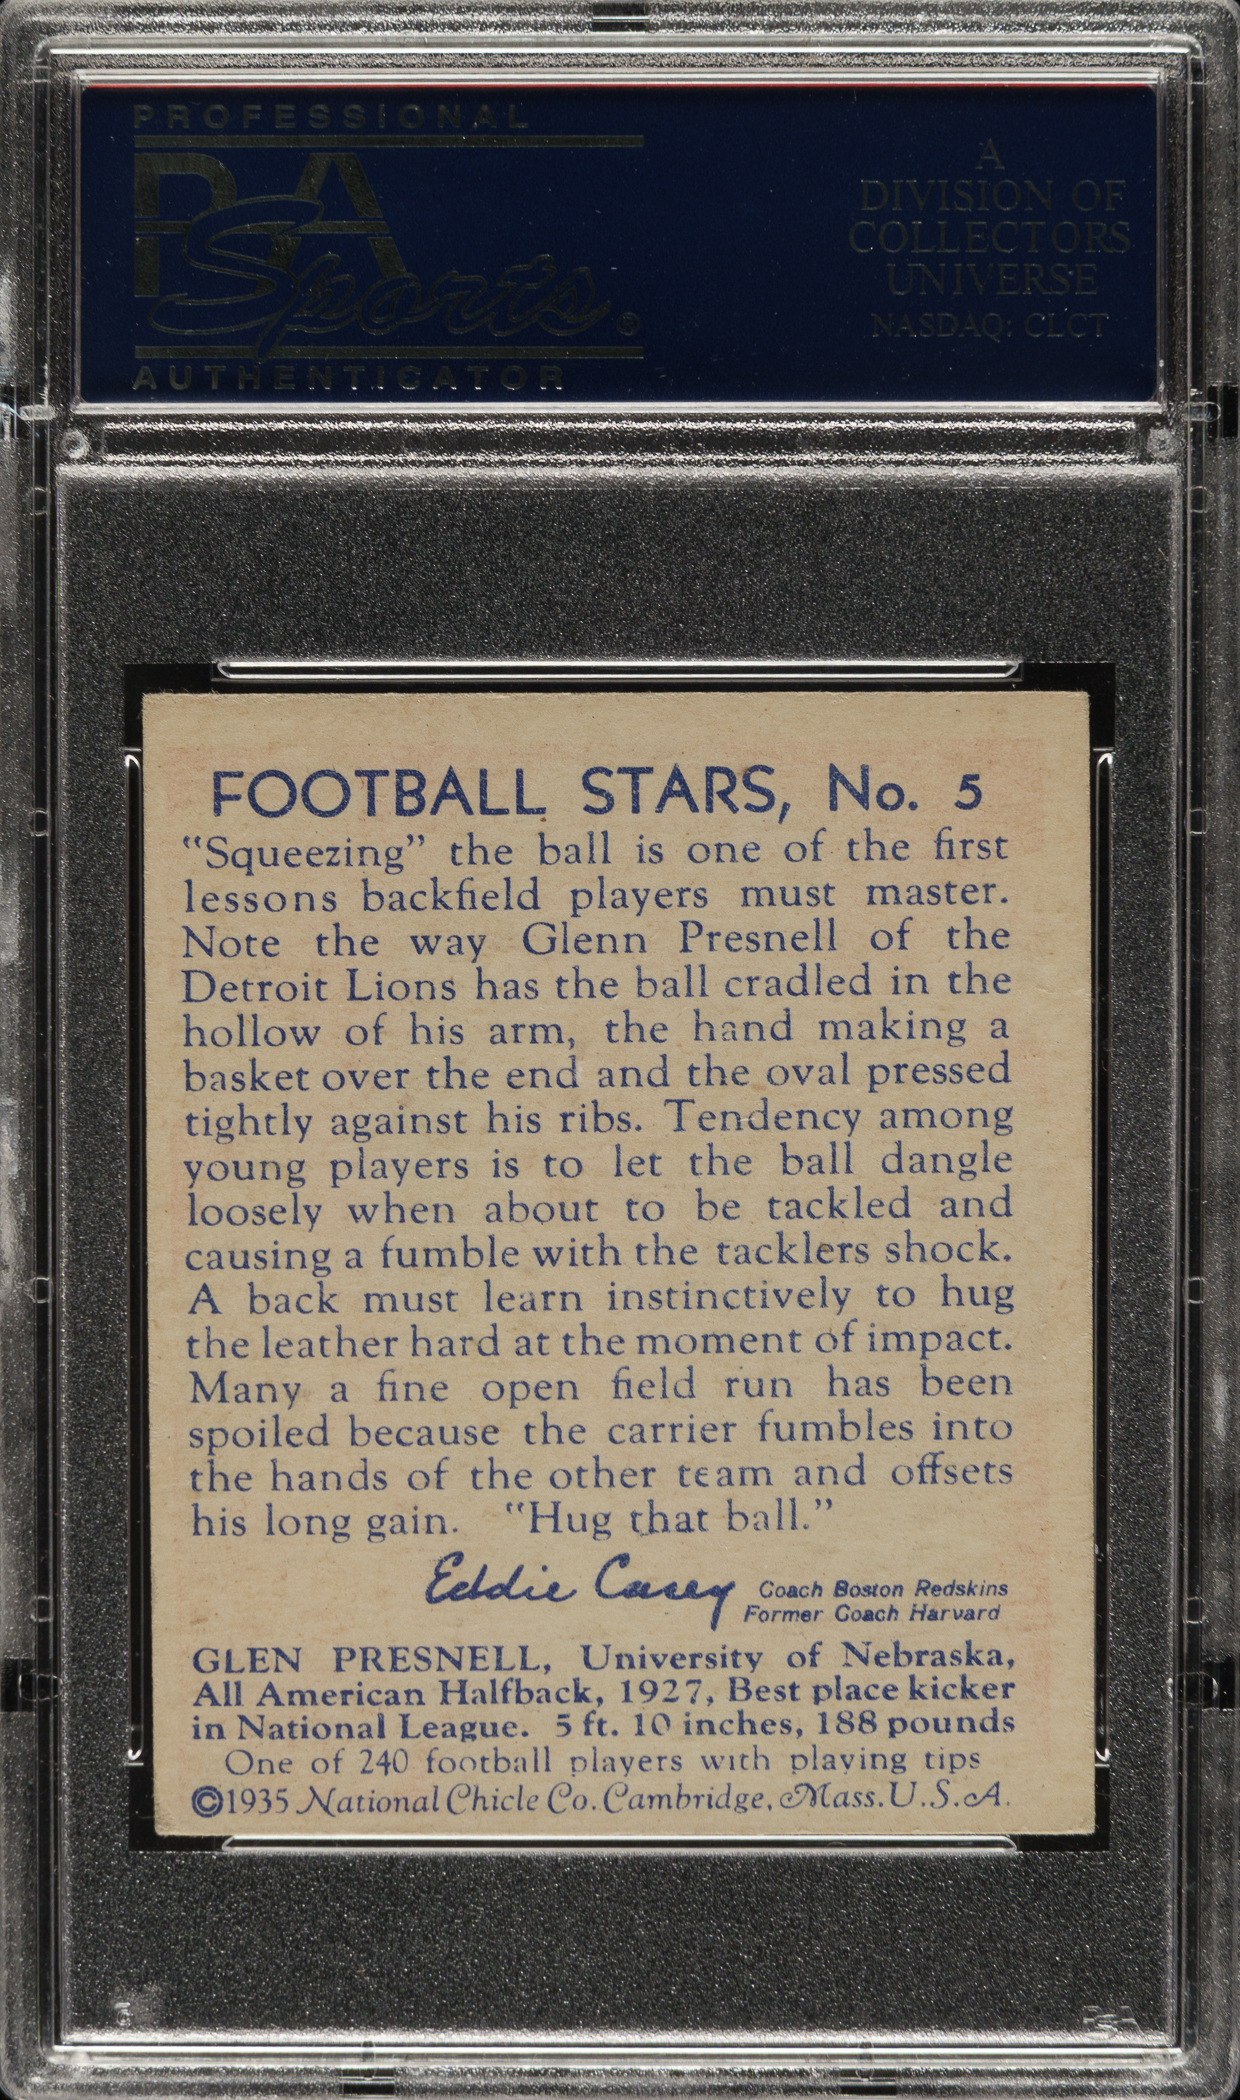 PROFESSIONAL
PSA
Sports®
AUTHENTICATOR
A
DIVISION OF
COLLECTORS
UNIVERSE
NASDAQ: CLCT
FOOTBALL STARS, No. 5
"Squeezing" the ball is one of the first
lessons backfield players must master.
Note the way Glenn Presnell of the
Detroit Lions has the ball cradled in the
hollow of his arm, the hand making a
basket over the end and the oval pressed
tightly against his ribs. Tendency among
young players is to let the ball dangle
loosely when about to be tackled and
causing a fumble with the tacklers shock.
A back must learn instinctively to hug
the leather hard at the moment of impact.
Many a fine open field run has been
spoiled because the carrier fumbles into
the hands of the other team and offsets
his long gain. "Hug that ball."
Eddie Casey Coach Boston Redskins
Former Coach Harvard
GLEN PRESNELL, University of Nebraska,
All American Halfback, 1927, Best place kicker
in National League. 5 ft. 10 inches, 188 pounds
One of 240 football players with playing tips
©1935 National Chicle Co. Cambridge, Mass. U.S.A.
PSA